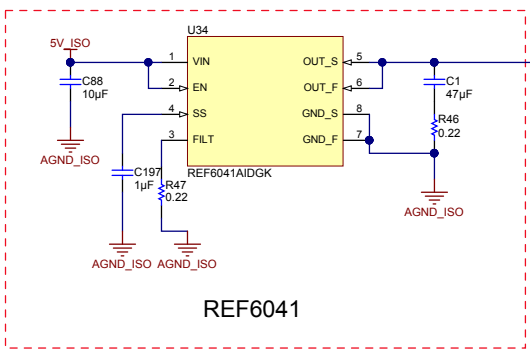 U34
5V_ISO
1 VIN OUT_S 5
C88
10µF
2 EN OUT_F 6
C1
47µF
4 SS GND_S 8
R46
0.22
3 FILT GND_F 7
AGND_ISO
REF6041AIDGK
C197
1µF
R47
0.22
AGND_ISO
AGND_ISO AGND_ISO
REF6041